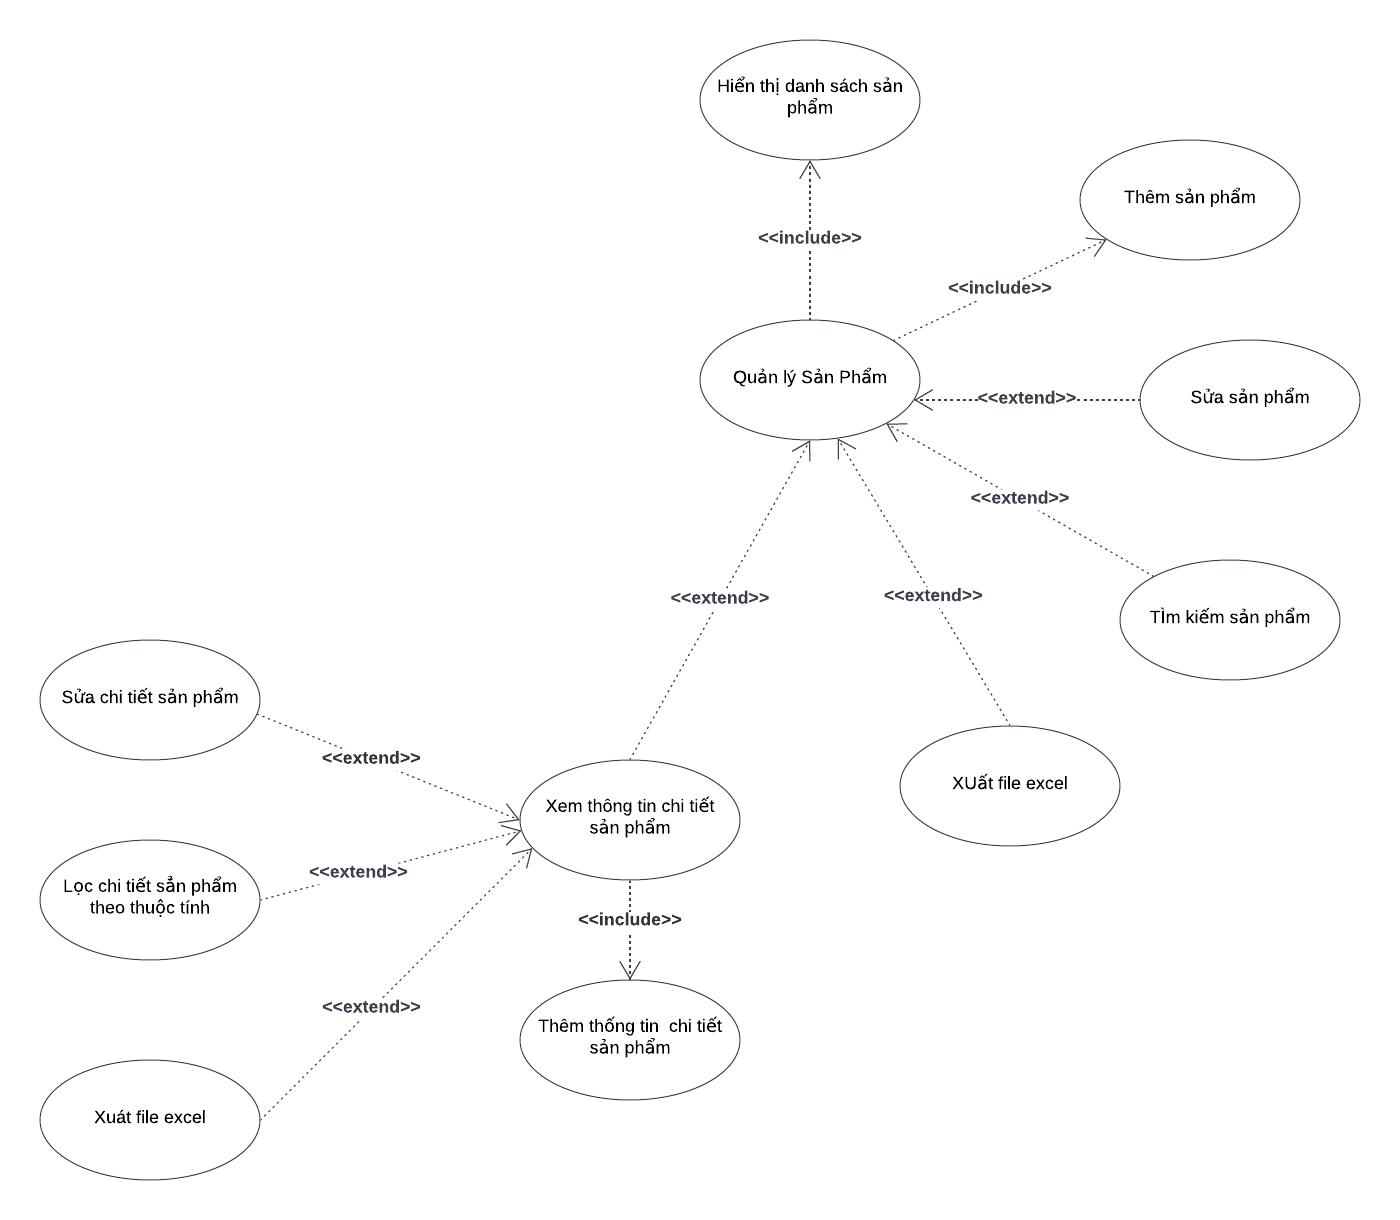 Hiển thị danh sách sản
phẩm
Thêm sản phẩm
<<include>>
<<include>>
Quản lý Sản Phẩm
<<extend>>
Sửa sản phẩm
<<extend>>
<<extend>>
<<extend>>
TÌm kiếm sản phẩm
Sửa chi tiết sản phẩm
<<extend>>
XUất file excel
Xem thông tin chi tiết
sản phẩm
<<extend>>
Lọc chi tiết sẳn phẩm
theo thuộc tính
<<include>>
<<extend>>
Thêm thống tin  chi tiết
sản phẩm
Xuát file excel